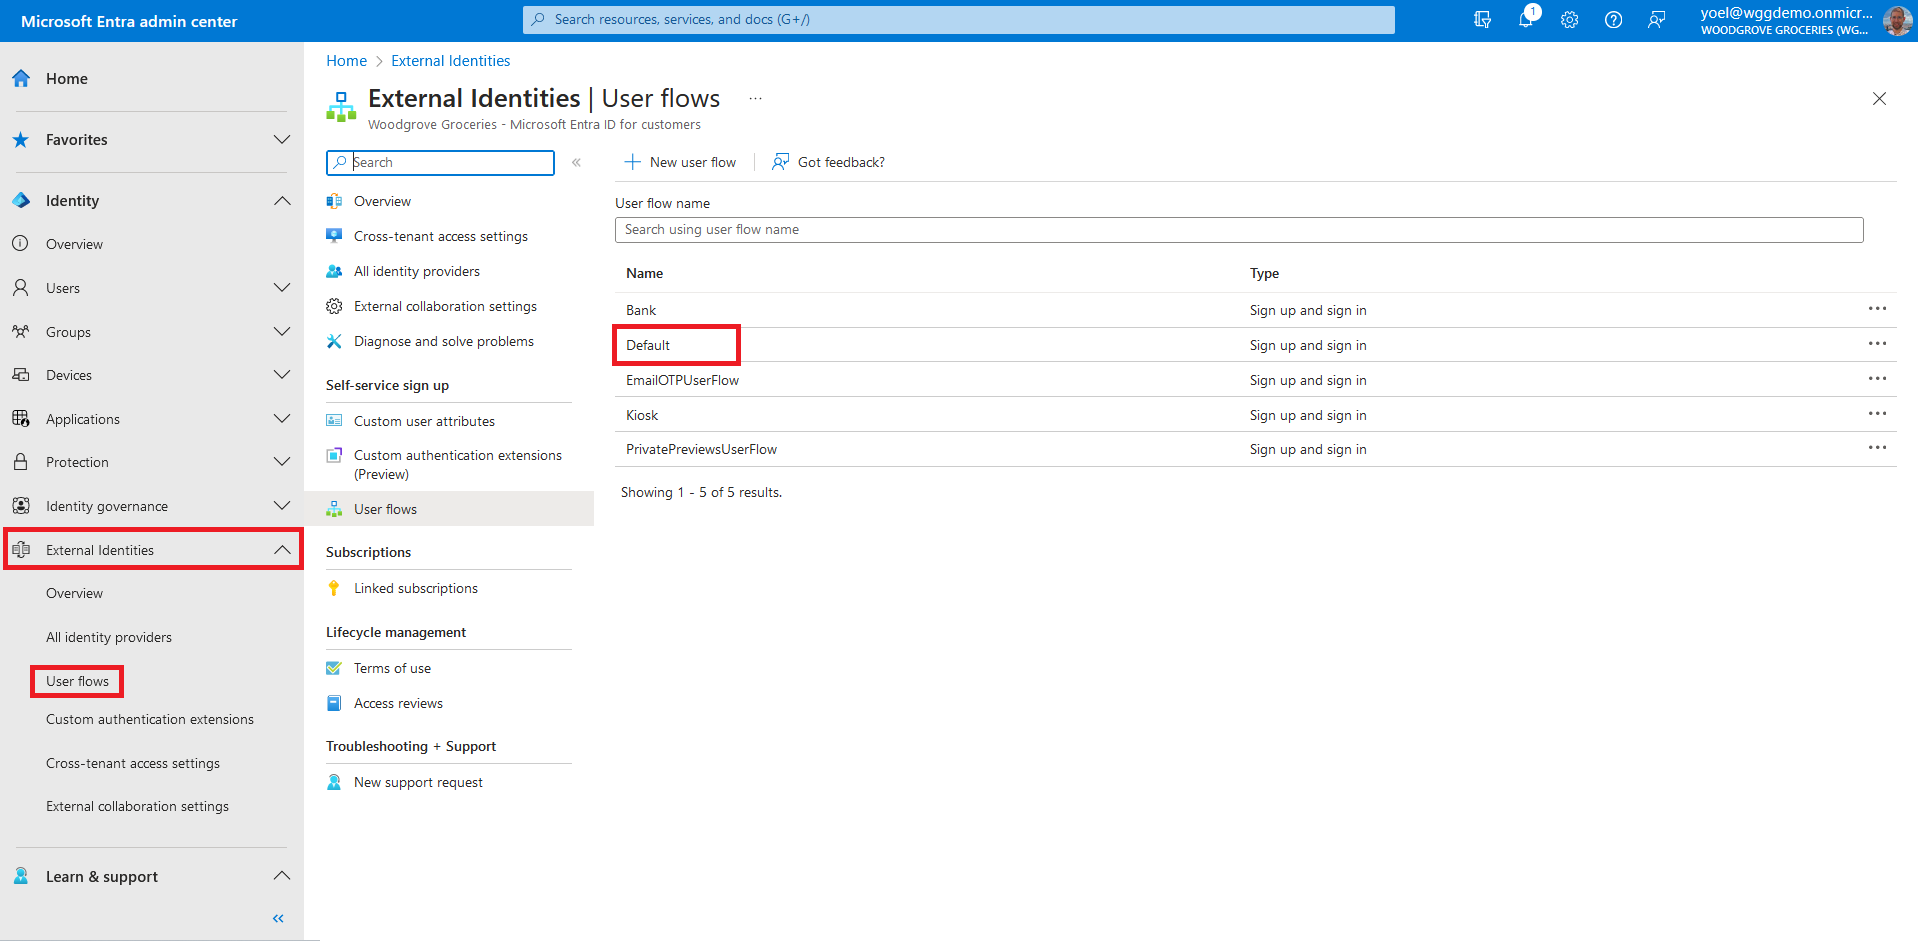 Microsoft Entra admin center
Search resources, services, and docs (G+/)
1
yoel@wggdemo.onmicr...
WOODGROVE GROCERIES (WG...
Home
Favorites
Identity
Overview
Users
Groups
Devices
Applications
Protection
Identity governance
External Identities
Overview
All identity providers
User flows
Custom authentication extensions
Cross-tenant access settings
External collaboration settings
Learn & support
Home > External Identities
External Identities | User flows ...
Woodgrove Groceries - Microsoft Entra ID for customers
Search
Overview
Cross-tenant access settings
All identity providers
External collaboration settings
Diagnose and solve problems
Self-service sign up
Custom user attributes
Custom authentication extensions
(Preview)
User flows
Subscriptions
Linked subscriptions
Lifecycle management
Terms of use
Access reviews
Troubleshooting + Support
New support request
New user flow
Got feedback?
User flow name
Search using user flow name
Name Type
Bank Sign up and sign in
Default Sign up and sign in
EmailOTPUserFlow Sign up and sign in
Kiosk Sign up and sign in
PrivatePreviewsUserFlow Sign up and sign in
Showing 1 - 5 of 5 results.